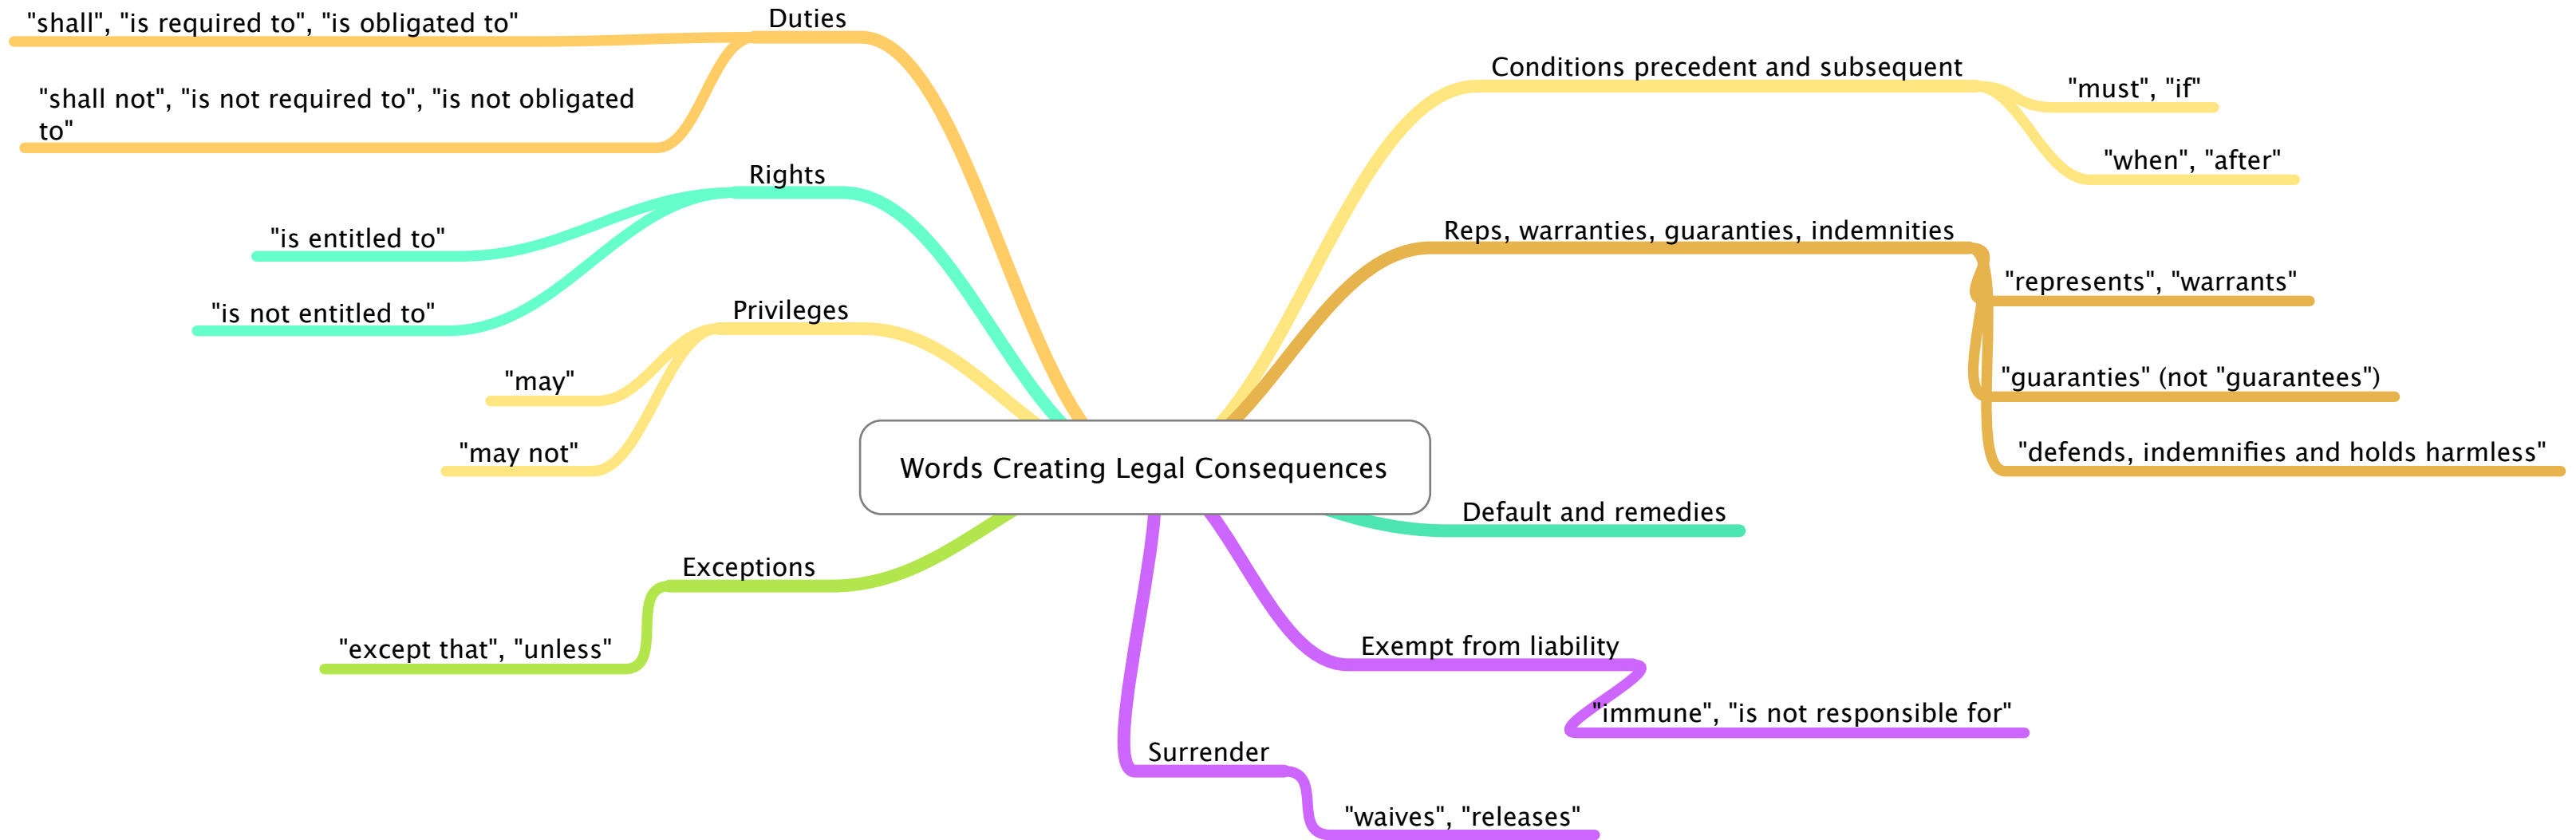 Words Creating Legal Consequences
Duties
"shall", "is required to", "is obligated to"
"shall not", "is not required to", "is not obligated
to"
Rights
"is entitled to"
"is not entitled to"
Privileges
"may"
"may not"
Exceptions
"except that", "unless"
Conditions precedent and subsequent
"must", "if"
"when", "after"
Reps, warranties, guaranties, indemnities
"represents", "warrants"
"guaranties" (not "guarantees")
"defends, indemnifies and holds harmless"
Default and remedies
Exempt from liability
"immune", "is not responsible for"
Surrender
"waives", "releases"